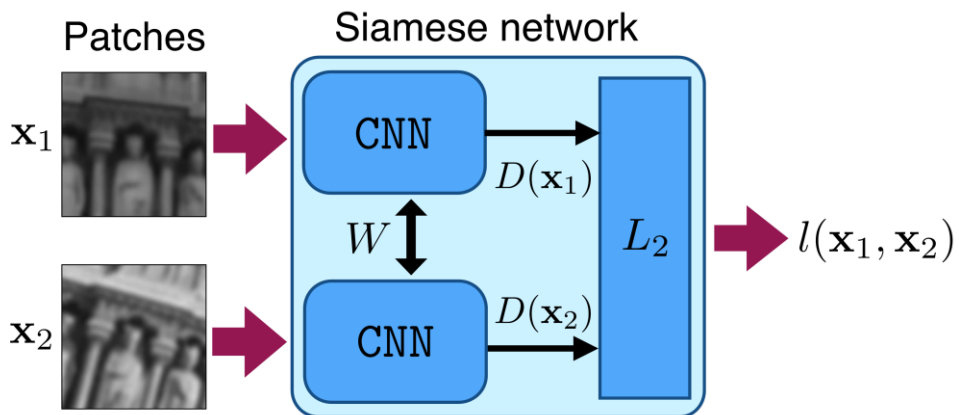 Patches
Siamese network
x₁
CNN
D(x₁)
W
L₂
l(x₁, x₂)
x₂
CNN
D(x₂)